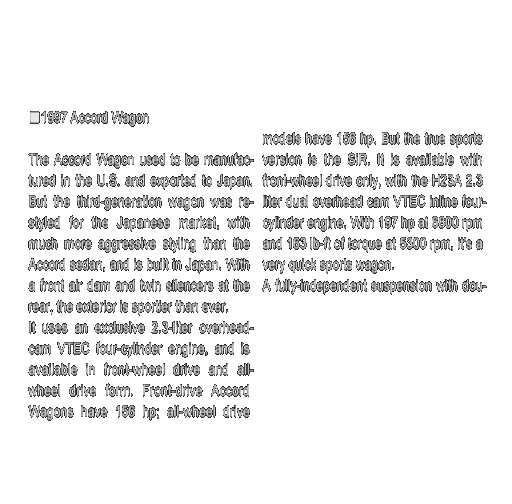 □1997 Accord Wagon
The Accord Wagon used to be manufac-
tured in the U.S. and exported to Japan.
But the third-generation wagon was re-
styled for the Japanese market, with
much more aggressive styling than the
Accord sedan, and is built in Japan. With
a front air dam and twin silencers at the
rear, the exterior is sportier than ever.
It uses an exclusive 2.3-liter overhead-
cam VTEC four-cylinder engine, and is
available in front-wheel drive and all-
wheel drive form. Front-drive Accord
Wagons have 156 hp; all-wheel drive
models have 156 hp. But the true sports
version is the SiR. It is available with
front-wheel drive only, with the H23A 2.3
liter dual overhead cam VTEC inline four-
cylinder engine. With 197 hp at 6800 rpm
and 163 lb-ft of torque at 5300 rpm, it's a
very quick sports wagon.
A fully-independent suspension with dou-